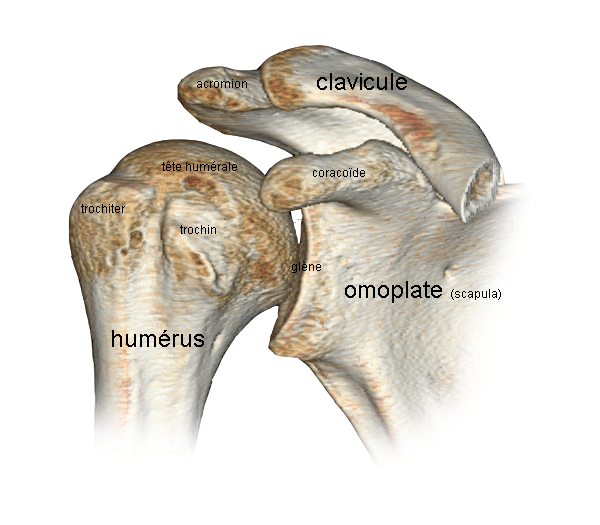 acromion
clavicule
tête humérale
coracoïde
trochiter
trochin
glène
omoplate (scapula)
humérus